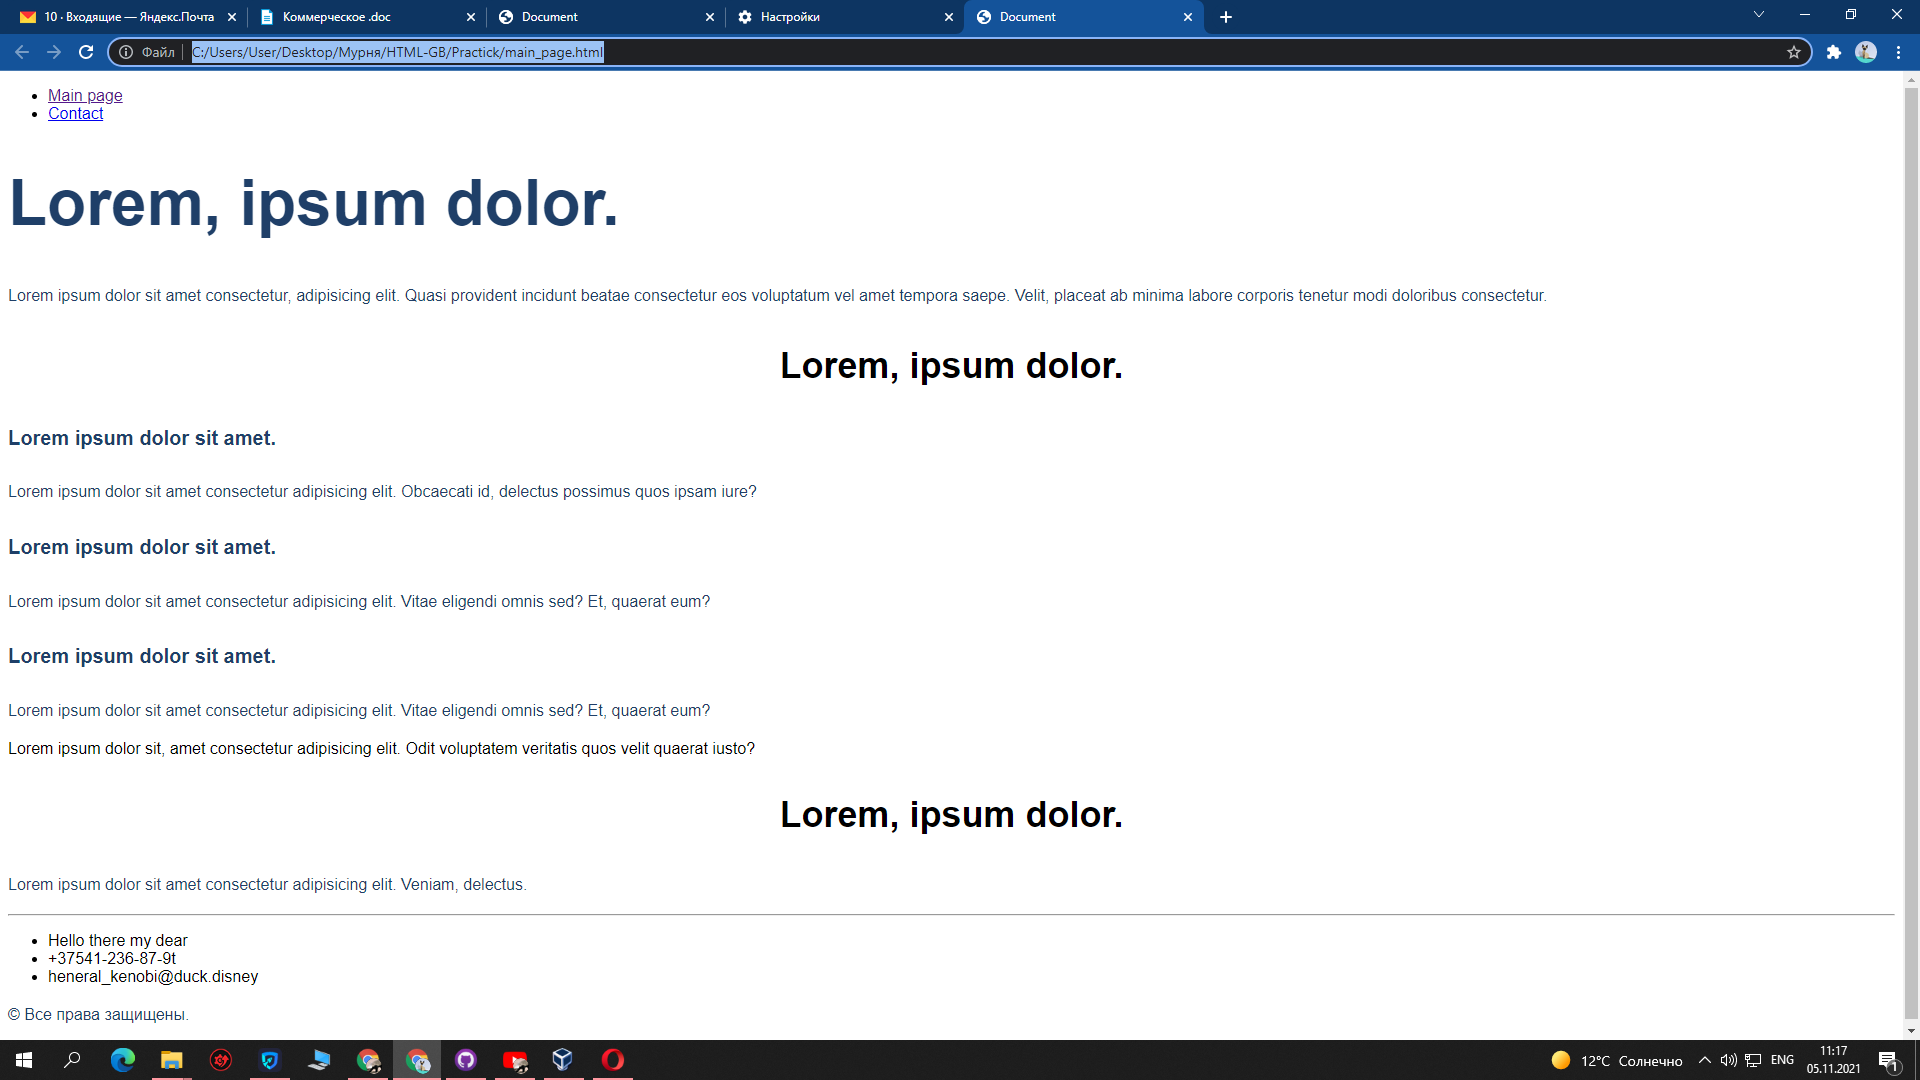 10 · Входящие — Яндекс.Почта
Коммерческое .doc
Document
Настройки
Document
Файл
C:/Users/User/Desktop/Мурня/HTML-GB/Practick/main_page.html
Main page
Contact
Lorem, ipsum dolor.
Lorem ipsum dolor sit amet consectetur, adipisicing elit. Quasi provident incidunt beatae consectetur eos voluptatum vel amet tempora saepe. Velit, placeat ab minima labore corporis tenetur modi doloribus consectetur.
Lorem, ipsum dolor.
Lorem ipsum dolor sit amet.
Lorem ipsum dolor sit amet consectetur adipisicing elit. Obcaecati id, delectus possimus quos ipsam iure?
Lorem ipsum dolor sit amet.
Lorem ipsum dolor sit amet consectetur adipisicing elit. Vitae eligendi omnis sed? Et, quaerat eum?
Lorem ipsum dolor sit amet.
Lorem ipsum dolor sit amet consectetur adipisicing elit. Vitae eligendi omnis sed? Et, quaerat eum?
Lorem ipsum dolor sit, amet consectetur adipisicing elit. Odit voluptatem veritatis quos velit quaerat iusto?
Lorem, ipsum dolor.
Lorem ipsum dolor sit amet consectetur adipisicing elit. Veniam, delectus.
Hello there my dear
+37541-236-87-9t
heneral_kenobi@duck.disney
© Все права защищены.
12°C Солнечно
ENG
11:17
05.11.2021
1